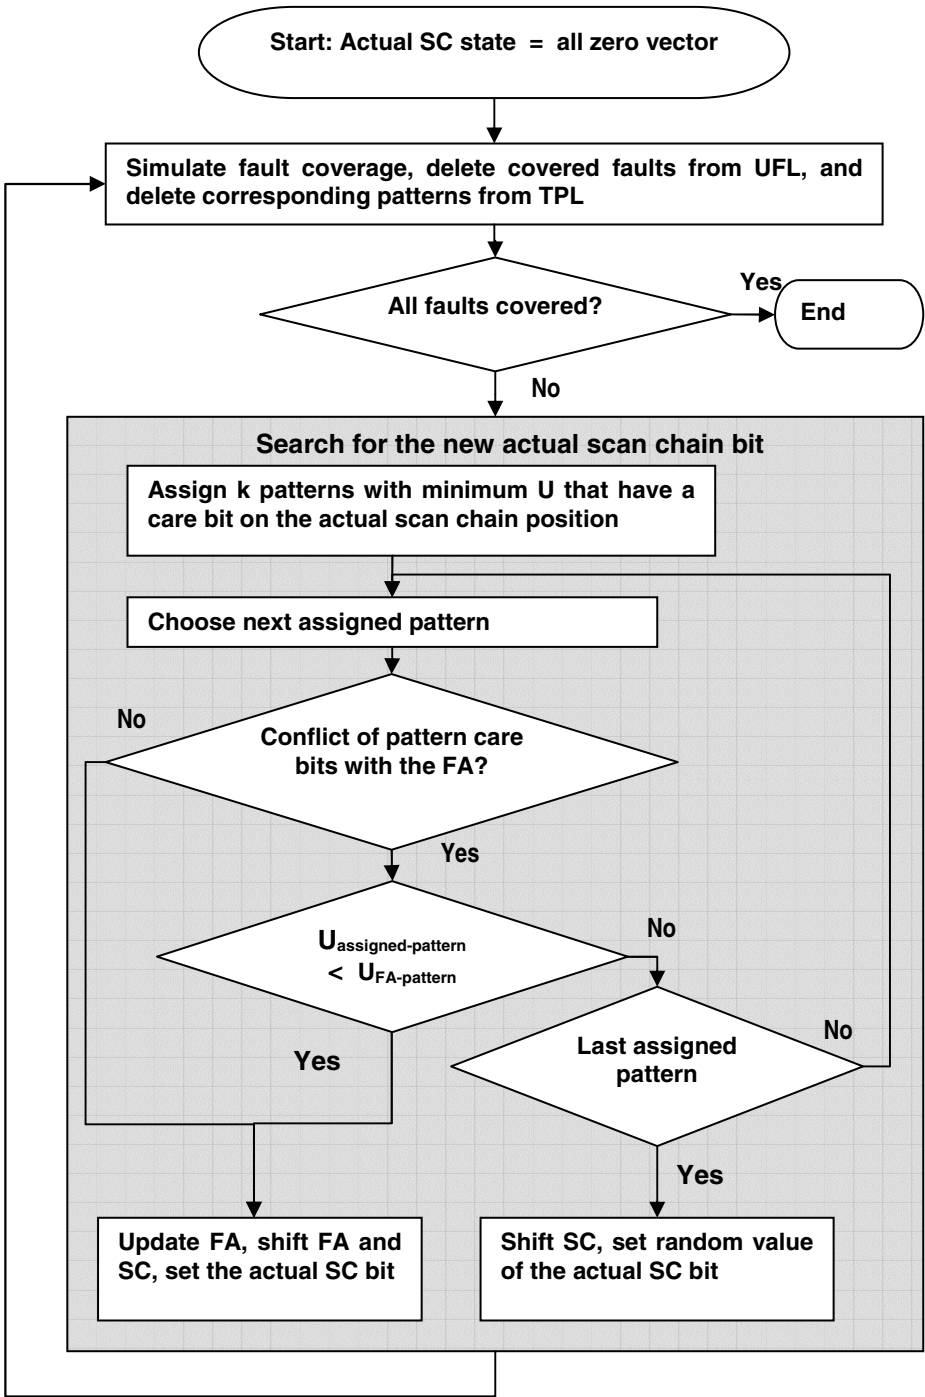 Start: Actual SC state = all zero vector
Simulate fault coverage, delete covered faults from UFL, and
delete corresponding patterns from TPL
All faults covered?
Yes
End
No
Search for the new actual scan chain bit
Assign k patterns with minimum U that have a
care bit on the actual scan chain position
Choose next assigned pattern
No
Conflict of pattern care
bits with the FA?
Yes
U assigned-pattern
< U FA-pattern
No
Yes
Last assigned
pattern
No
Yes
Update FA, shift FA and
SC, set the actual SC bit
Shift SC, set random value
of the actual SC bit